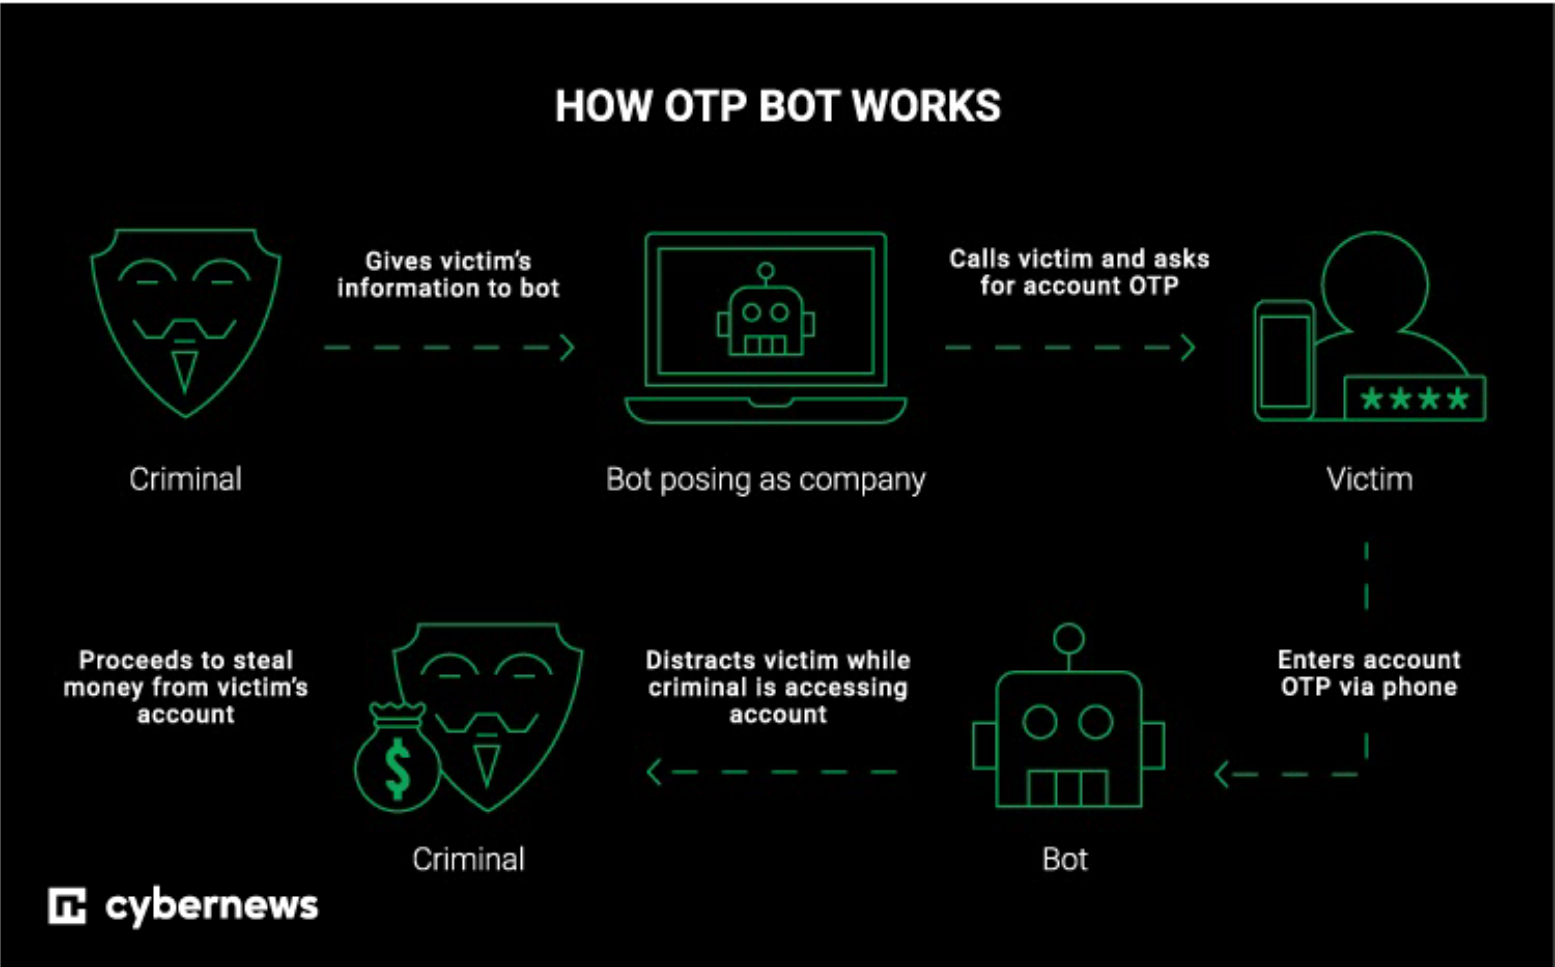 HOW OTP BOT WORKS
Gives victim's
information to bot
Calls victim and asks
for account OTP
****
Criminal
Bot posing as company
Victim
Enters account
OTP via phone
Distracts victim while
criminal is accessing
account
Proceeds to steal
money from victim's
account
$
Criminal
Bot
cybernews